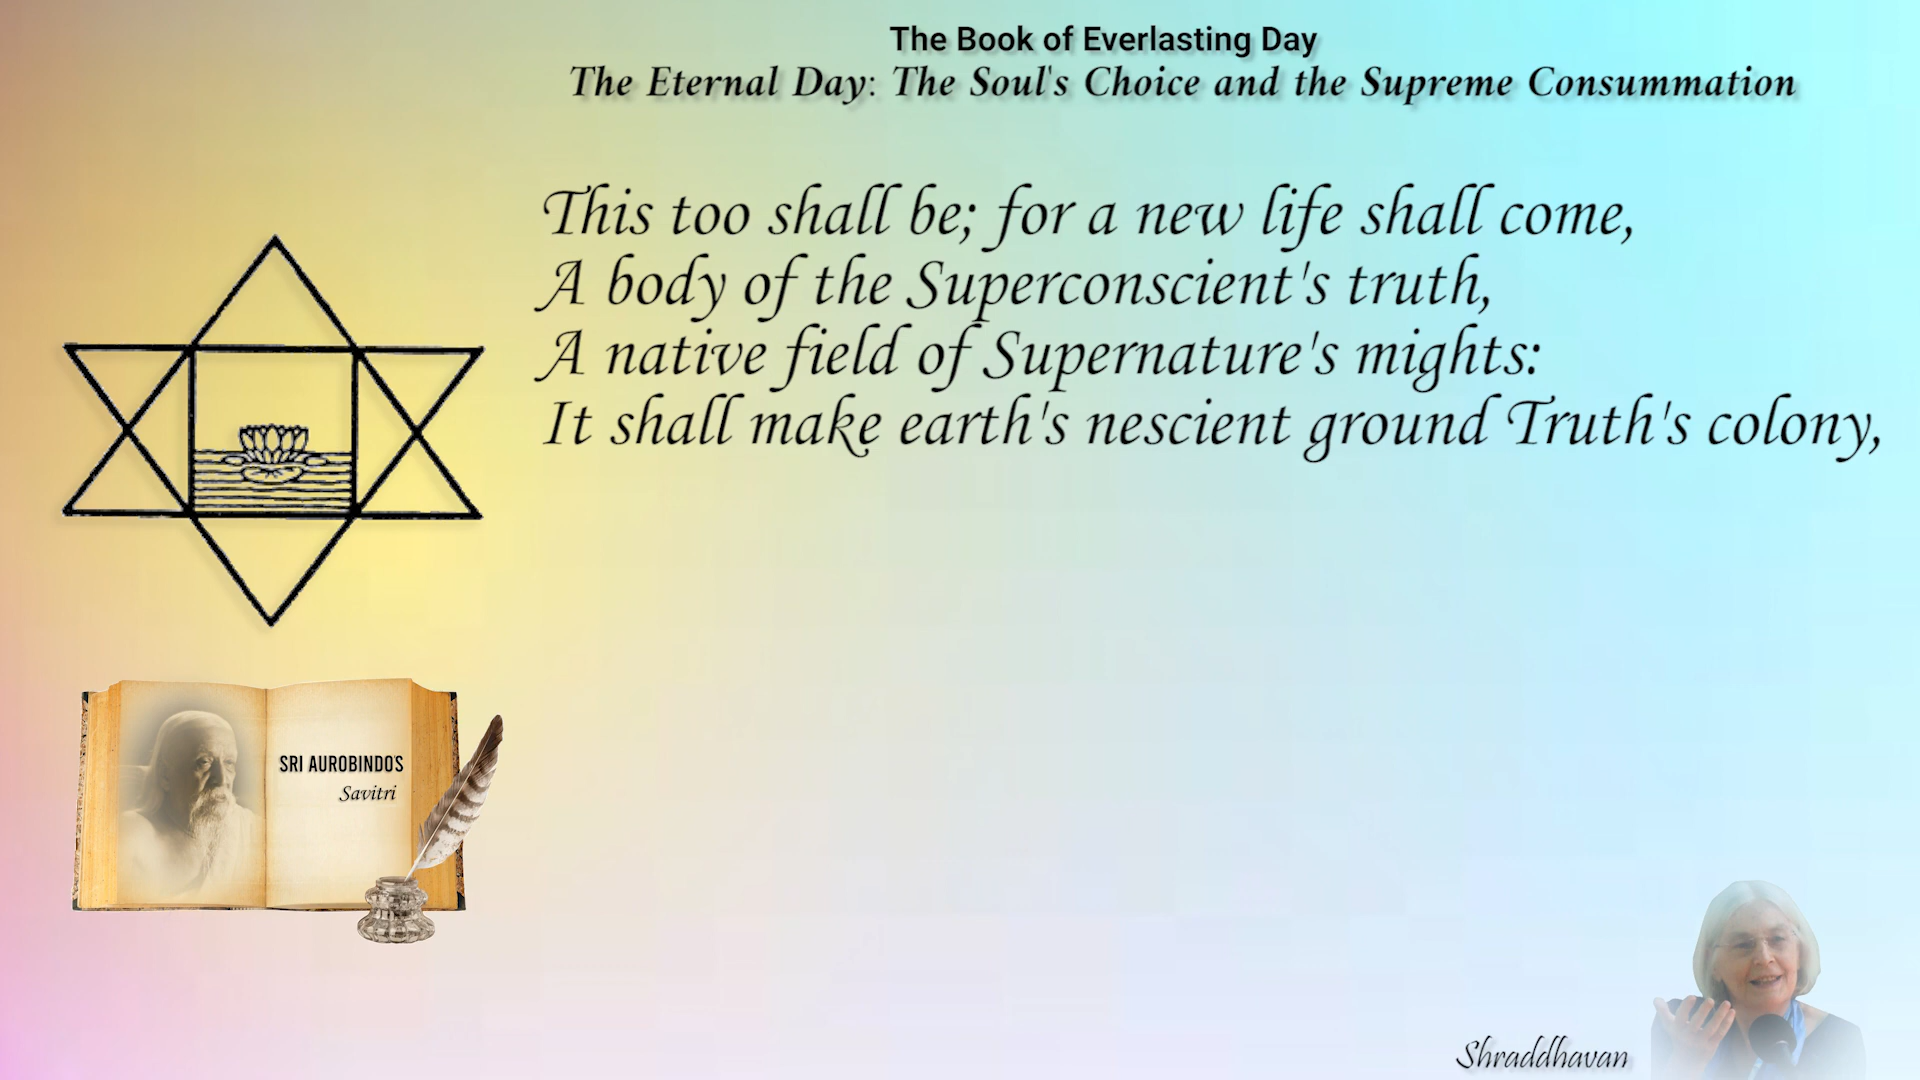 The Book of Everlasting Day
The Eternal Day: The Soul's Choice and the Supreme Consummation
This too shall be; for a new life shall come,
A body of the Superconscient's truth,
A native field of Supernature's mights:
It shall make earth's nescient ground Truth's colony,
SRI AUROBINDO'S
Savitri
Shraddhavan